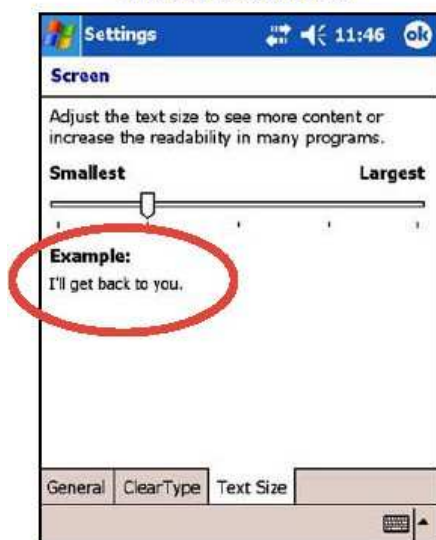 Settings 11:46 ok
Screen
Adjust the text size to see more content or
increase the readability in many programs.
Smallest Largest
Example:
I'll get back to you.
General ClearType Text Size